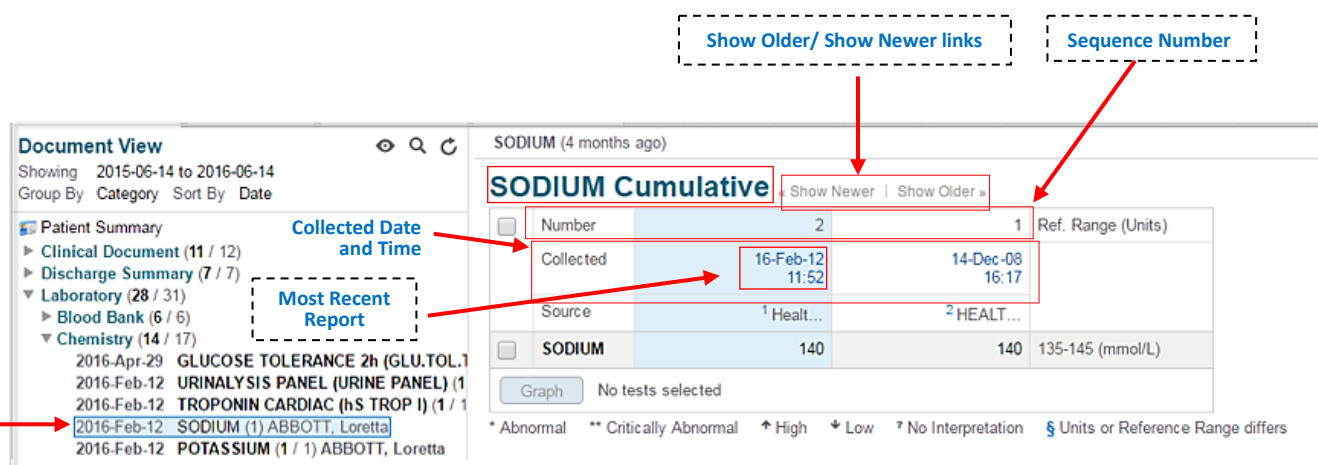 Show Older/ Show Newer links
Sequence Number
Document View
Showing 2015-06-14 to 2016-06-14
Group By Category Sort By Date
Patient Summary
▶ Clinical Document (11 / 12)
▶ Discharge Summary (7 / 7)
▼ Laboratory (28 / 31)
▶ Blood Bank (6 / 6)
▼ Chemistry (14 / 17)
2016-Apr-29 GLUCOSE TOLERANCE 2h (GLU.TOL.T
2016-Feb-12 URINALYSIS PANEL (URINE PANEL) (1
2016-Feb-12 TROPONIN CARDIAC (hS TROP I) (1 / 1
2016-Feb-12 SODIUM (1) ABBOTT, Loretta
2016-Feb-12 POTASSIUM (1 / 1) ABBOTT, Loretta
Collected Date
and Time
Most Recent
Report
SODIUM (4 months ago)
SODIUM Cumulative « Show Newer | Show Older »
Number 2 1 Ref. Range (Units)
Collected 16-Feb-12 14-Dec-08
11:52 16:17
Source 1 Healt... 2 HEALT...
SODIUM 140 140 135-145 (mmol/L)
Graph No tests selected
* Abnormal ** Critically Abnormal ↑ High ↓ Low ? No Interpretation § Units or Reference Range differs